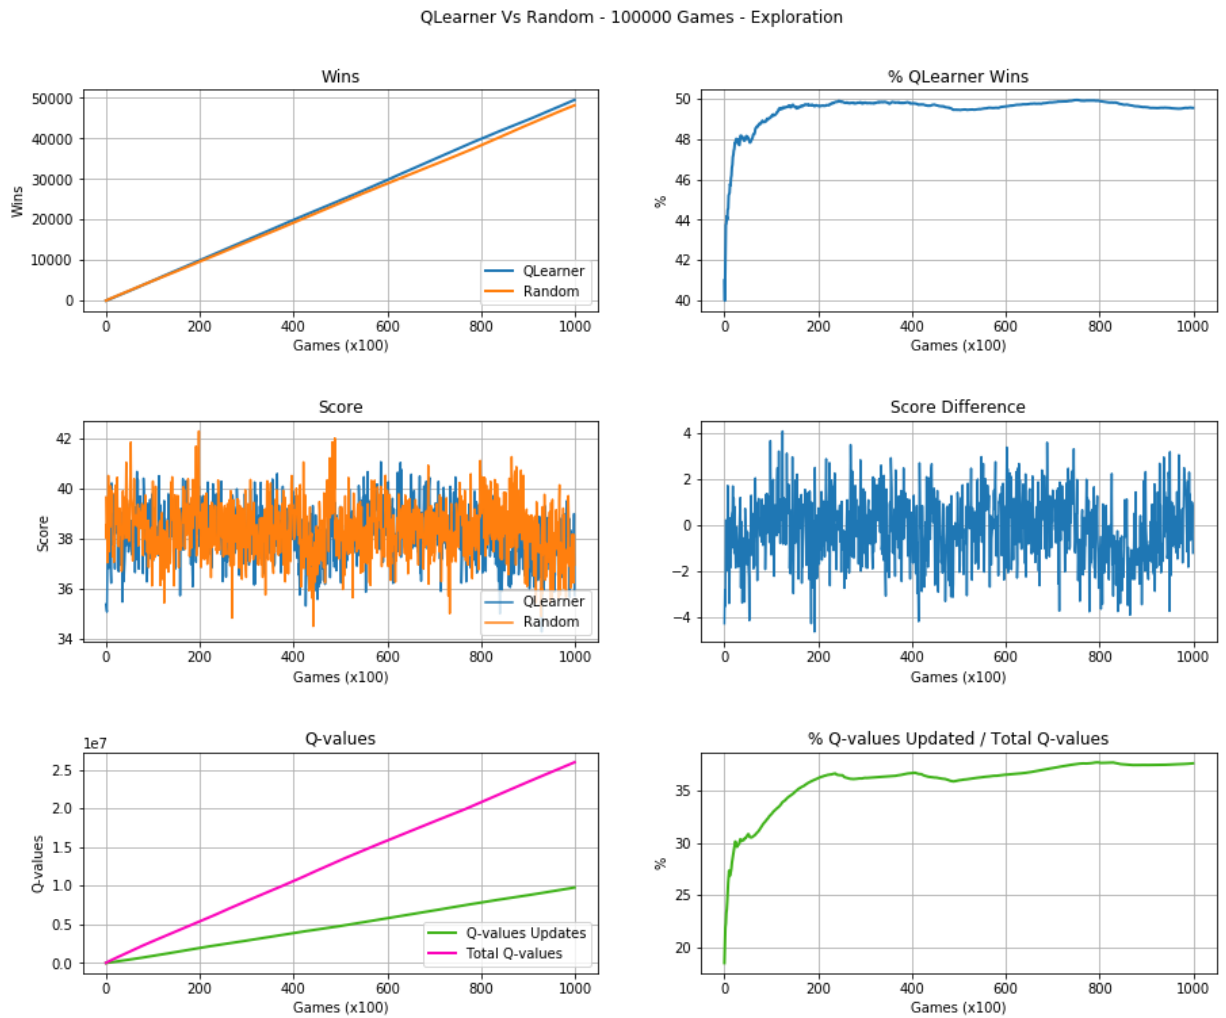 QLearner Vs Random - 100000 Games - Exploration
Wins
50000
40000
30000
20000
10000
0
Wins
QLearner
Random
0 200 400 600 800 1000
Games (x100)
% QLearner Wins
50
48
46
44
42
40
%
0 200 400 600 800 1000
Games (x100)
Score
42
40
38
36
34
Score
QLearner
Random
0 200 400 600 800 1000
Games (x100)
Score Difference
4
2
0
−2
−4
0 200 400 600 800 1000
Games (x100)
Q-values
1e7
2.5
2.0
1.5
1.0
0.5
0.0
Q-values
Q-values Updates
Total Q-values
0 200 400 600 800 1000
Games (x100)
% Q-values Updated / Total Q-values
35
30
25
20
%
0 200 400 600 800 1000
Games (x100)